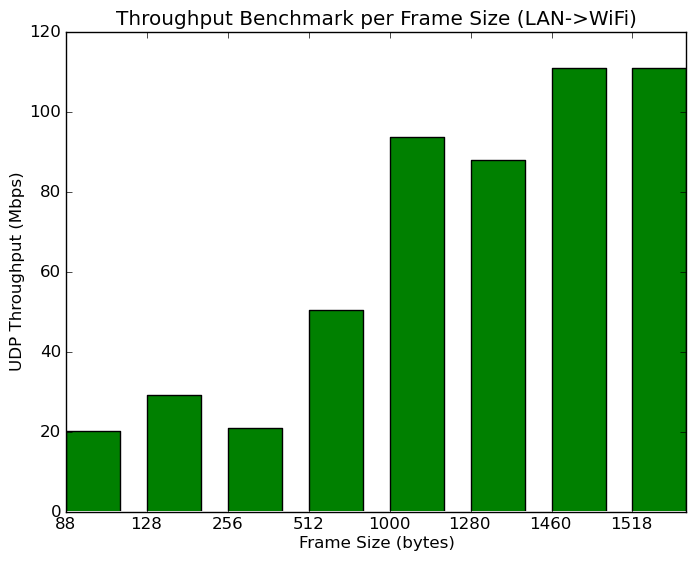 Throughput Benchmark per Frame Size (LAN->WiFi)
120
100
80
60
40
20
0
UDP Throughput (Mbps)
88 128 256 512 1000 1280 1460 1518
Frame Size (bytes)